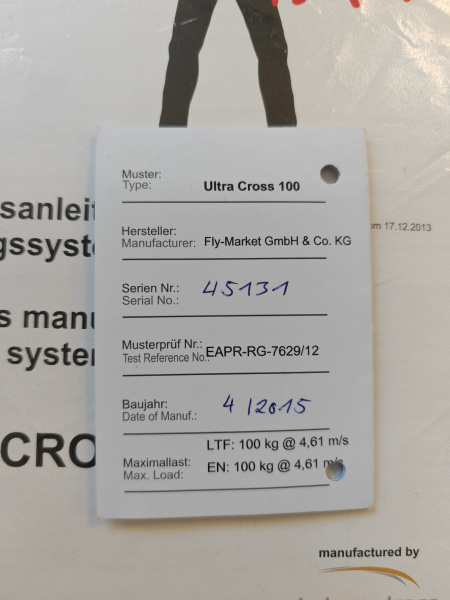 Muster:
Type: Ultra Cross 100
om 17.12.2013
Hersteller:
Manufacturer: Fly-Market GmbH & Co. KG
Serien Nr.:
Serial No.: 45131
Musterprüf Nr.:
Test Reference No.: EAPR-RG-7629/12
Baujahr:
Date of Manuf.: 4/2015
LTF: 100 kg @ 4,61 m/s
Maximallast:
Max. Load: EN: 100 kg @ 4,61 m/s
sanleit
gssyst
s manu
system
CRO
manufactured by